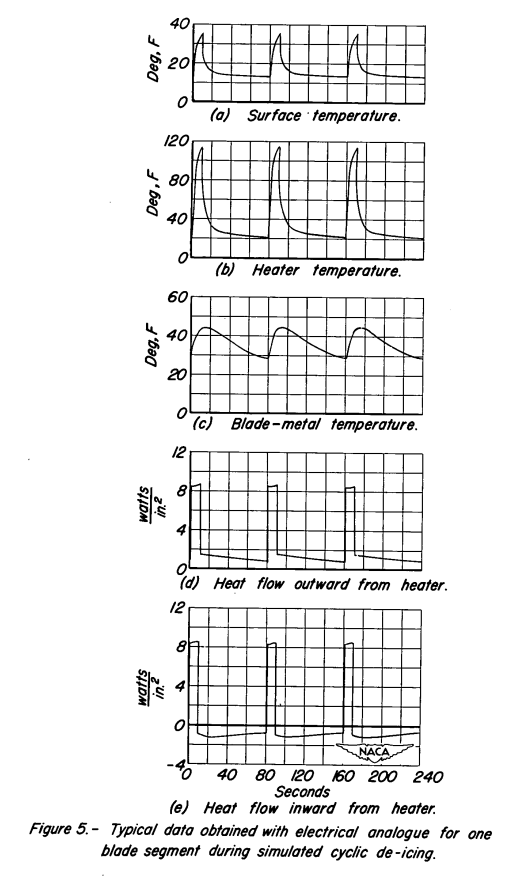 40
20
0
Deg, F
(a) Surface temperature.
120
80
40
0
Deg, F
(b) Heater temperature.
60
40
20
0
Deg, F
(c) Blade-metal temperature.
12
8
4
0
watts
in.2
(d) Heat flow outward from heater.
12
8
4
0
-4
watts
in.2
NACA
0 40 80 120 160 200 240
Seconds
(e) Heat flow inward from heater.
Figure 5.- Typical data obtained with electrical analogue for one
blade segment during simulated cyclic de-icing.